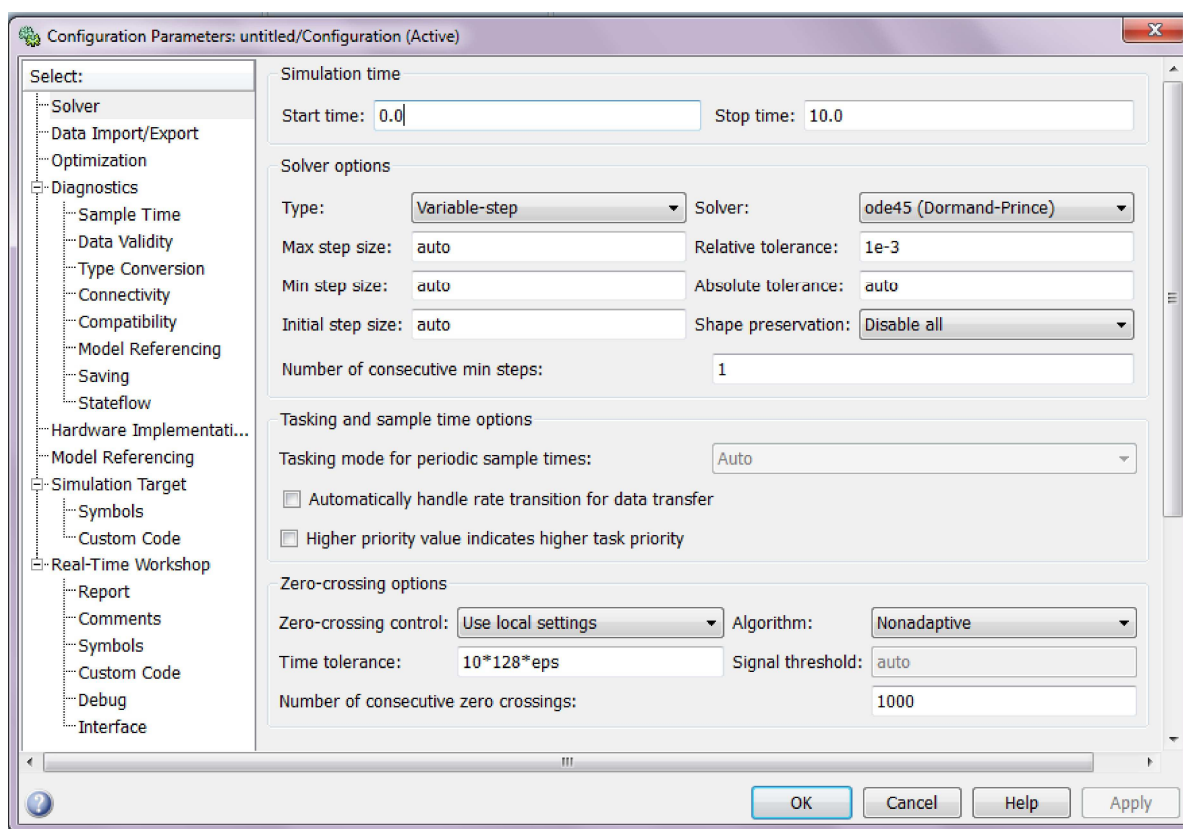 Configuration Parameters: untitled/Configuration (Active)
Select:
Solver
Data Import/Export
Optimization
Diagnostics
Sample Time
Data Validity
Type Conversion
Connectivity
Compatibility
Model Referencing
Saving
Stateflow
Hardware Implementati...
Model Referencing
Simulation Target
Symbols
Custom Code
Real-Time Workshop
Report
Comments
Symbols
Custom Code
Debug
Interface
Simulation time
Start time: 0.0 Stop time: 10.0
Solver options
Type: Variable-step Solver: ode45 (Dormand-Prince)
Max step size: auto Relative tolerance: 1e-3
Min step size: auto Absolute tolerance: auto
Initial step size: auto Shape preservation: Disable all
Number of consecutive min steps: 1
Tasking and sample time options
Tasking mode for periodic sample times: Auto
Automatically handle rate transition for data transfer
Higher priority value indicates higher task priority
Zero-crossing options
Zero-crossing control: Use local settings Algorithm: Nonadaptive
Time tolerance: 10*128*eps Signal threshold: auto
Number of consecutive zero crossings: 1000
OK Cancel Help Apply